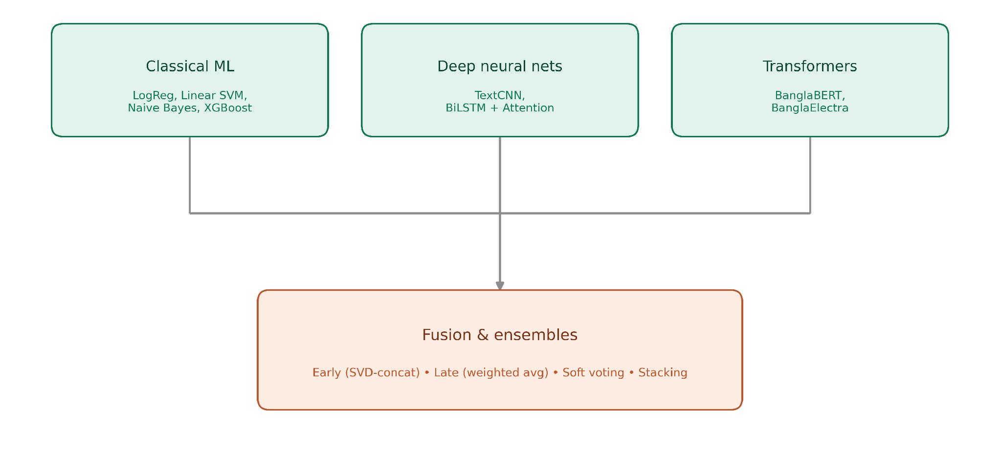 Classical ML
LogReg, Linear SVM,
Naive Bayes, XGBoost
Deep neural nets
TextCNN,
BiLSTM + Attention
Transformers
BanglaBERT,
BanglaElectra
Fusion & ensembles
Early (SVD-concat) • Late (weighted avg) • Soft voting • Stacking